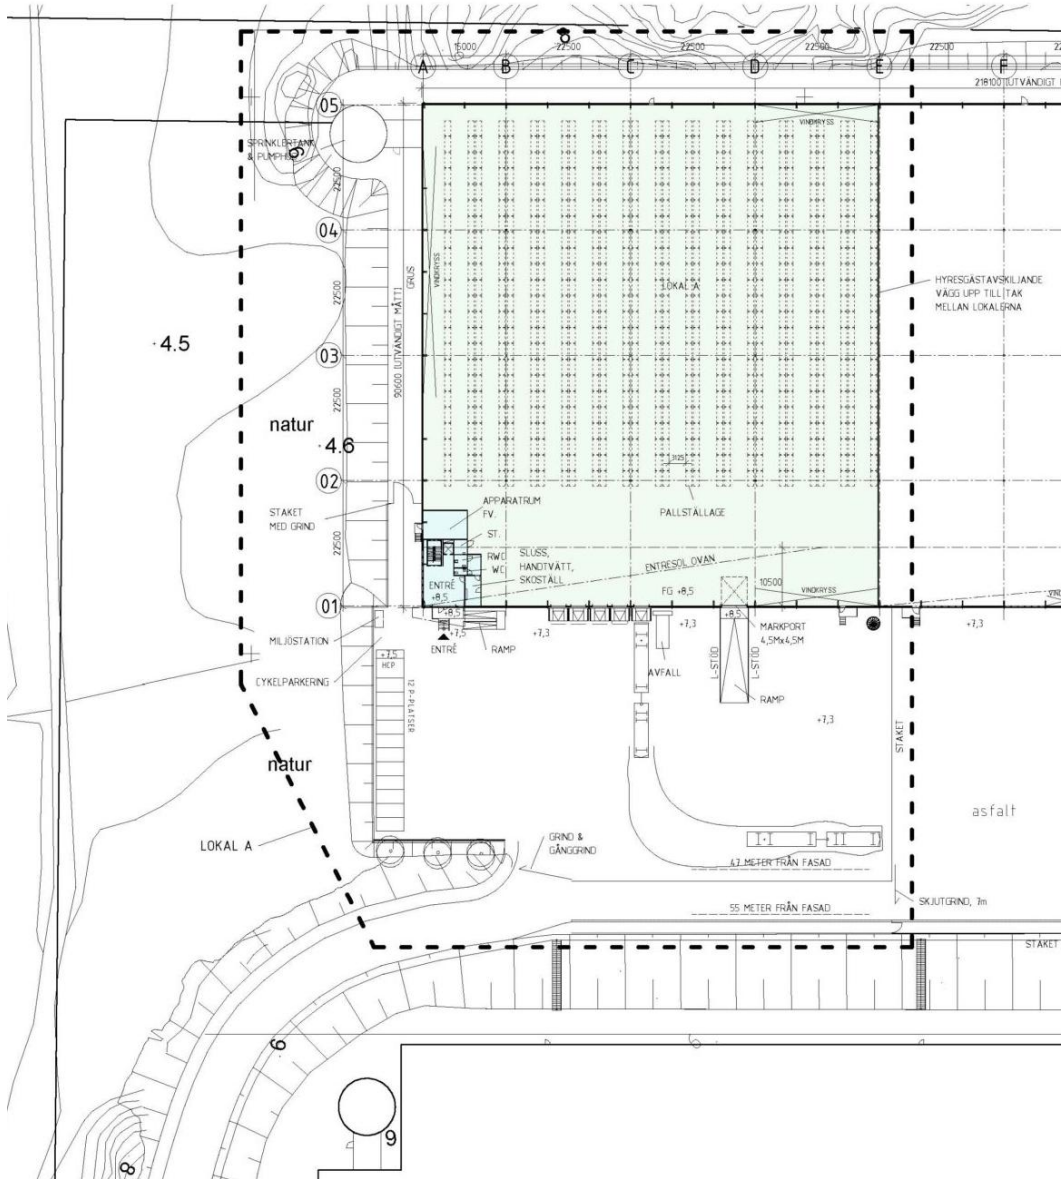 15000
22500
22500
22500
22500
A
B
C
D
E
F
218100 [UTVÄNDIGT
05
VINDKRYSS
SPRINKLERTANK
& PUMPHUS
22500
04
GRUS
VINDKRYSS
LOKAL A
HYRESGÄSTAVSKILJANDE
VÄGG UPP TILL TAK
MELLAN LOKALERNA
22500
90600 [UTVÄNDIGT MÅTT]
4.5
03
22500
natur
4.6
3125
02
APPARATRUM
FV.
PALLSTÄLLAGE
STAKET
MED GRIND
ST.
22500
RWC
WC
SLUSS,
HANDTVÄTT,
SKOSTÄLL
ENTRESOL OVAN
ENTRÉ
+8,5
FG +8,5
10500
VINDKRYSS
01
+8,5
+8,5
MARKPORT
4,5Mx4,5M
MILJÖSTATION
+7,5
+7,3
+7,3
+7,3
ENTRÉ
RAMP
AVFALL
L-STÖD
L-STÖD
+7,5
HCP
CYKELPARKERING
12 P-PLATSER
RAMP
+7,3
STAKET
natur
asfalt
LOKAL A
GRIND &
GÅNGGRIND
47 METER FRÅN FASAD
SKJUTGRIND, 7m
55 METER FRÅN FASAD
STAKET
6
9
8